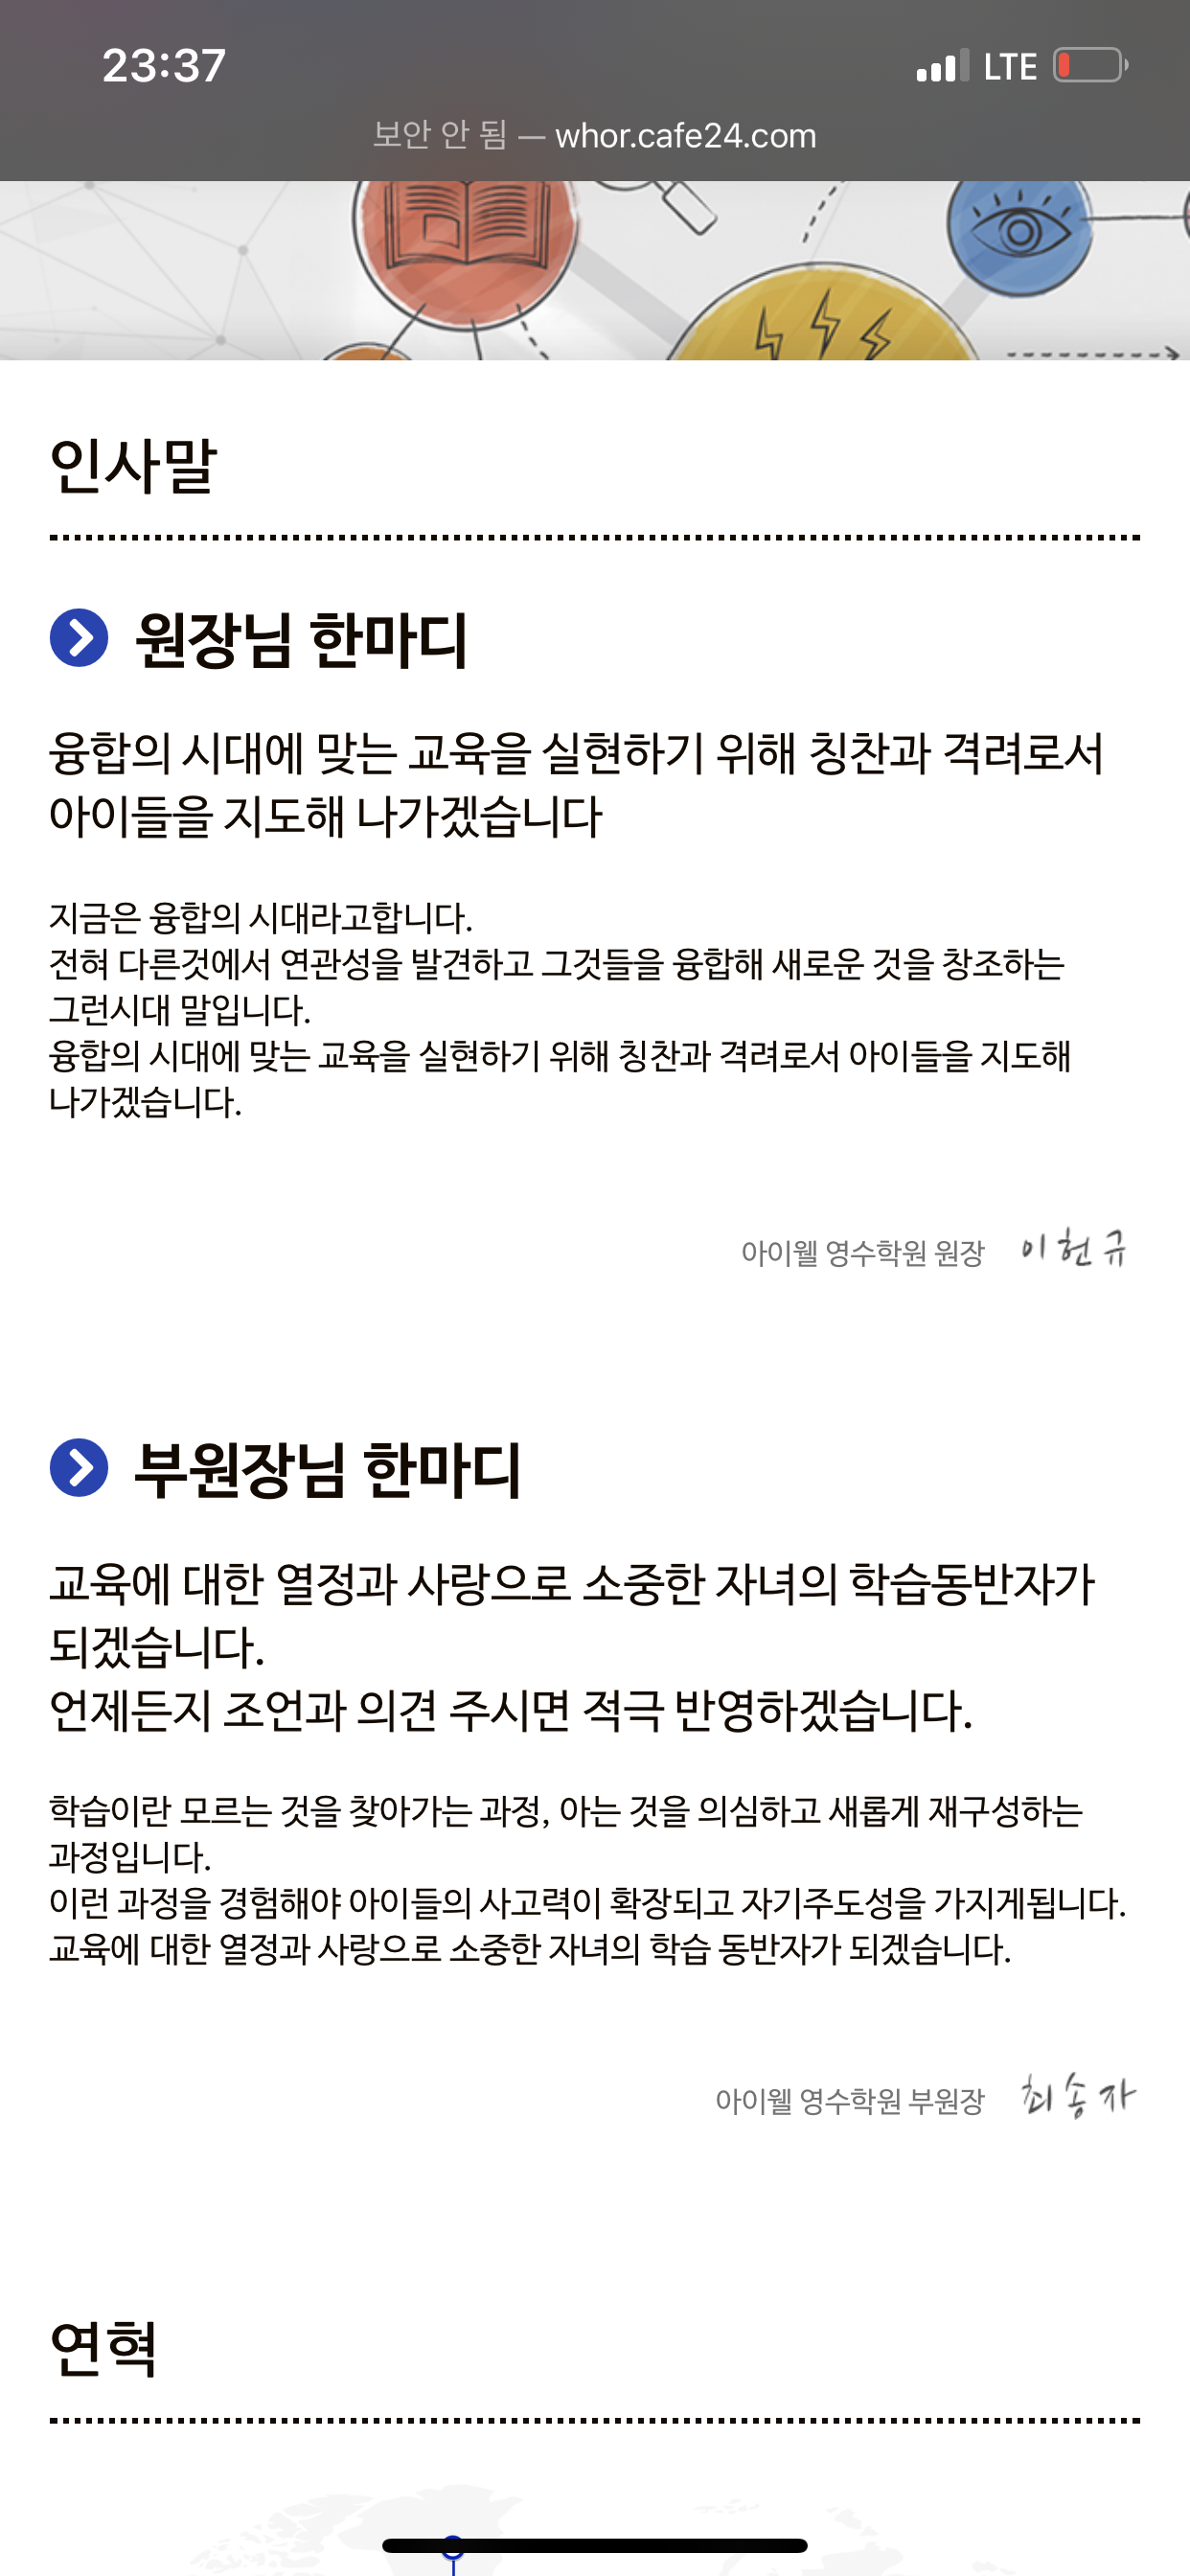 23:37
LTE
보안 안 됨 — whor.cafe24.com
인사말
원장님 한마디
융합의 시대에 맞는 교육을 실현하기 위해 칭찬과 격려로서
아이들을 지도해 나가겠습니다
지금은 융합의 시대라고합니다.
전혀 다른것에서 연관성을 발견하고 그것들을 융합해 새로운 것을 창조하는
그런시대 말입니다.
융합의 시대에 맞는 교육을 실현하기 위해 칭찬과 격려로서 아이들을 지도해
나가겠습니다.
아이웰 영수학원 원장 이헌규
부원장님 한마디
교육에 대한 열정과 사랑으로 소중한 자녀의 학습동반자가
되겠습니다.
언제든지 조언과 의견 주시면 적극 반영하겠습니다.
학습이란 모르는 것을 찾아가는 과정, 아는 것을 의심하고 새롭게 재구성하는
과정입니다.
이런 과정을 경험해야 아이들의 사고력이 확장되고 자기주도성을 가지게됩니다.
교육에 대한 열정과 사랑으로 소중한 자녀의 학습 동반자가 되겠습니다.
아이웰 영수학원 부원장 최송자
연혁